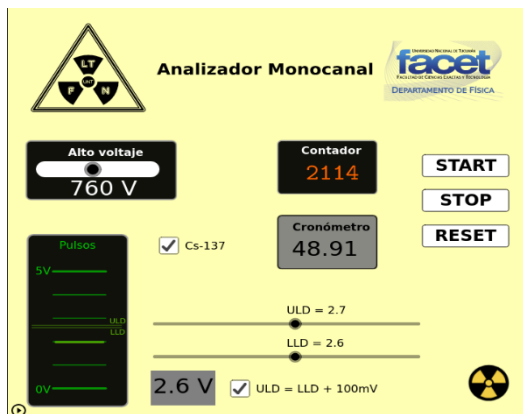 LT
UNT
F N
Analizador Monocanal
UNIVERSIDAD NACIONAL DE TUCUMÁN
facet
FACULTAD DE CIENCIAS EXACTAS Y TECNOLOGÍA
DEPARTAMENTO DE FÍSICA
Alto voltaje
760 V
Contador
2114
START
STOP
RESET
Cronómetro
48.91
Pulsos
5V
ULD
LLD
0V
Cs-137
ULD = 2.7
LLD = 2.6
2.6 V
ULD = LLD + 100mV